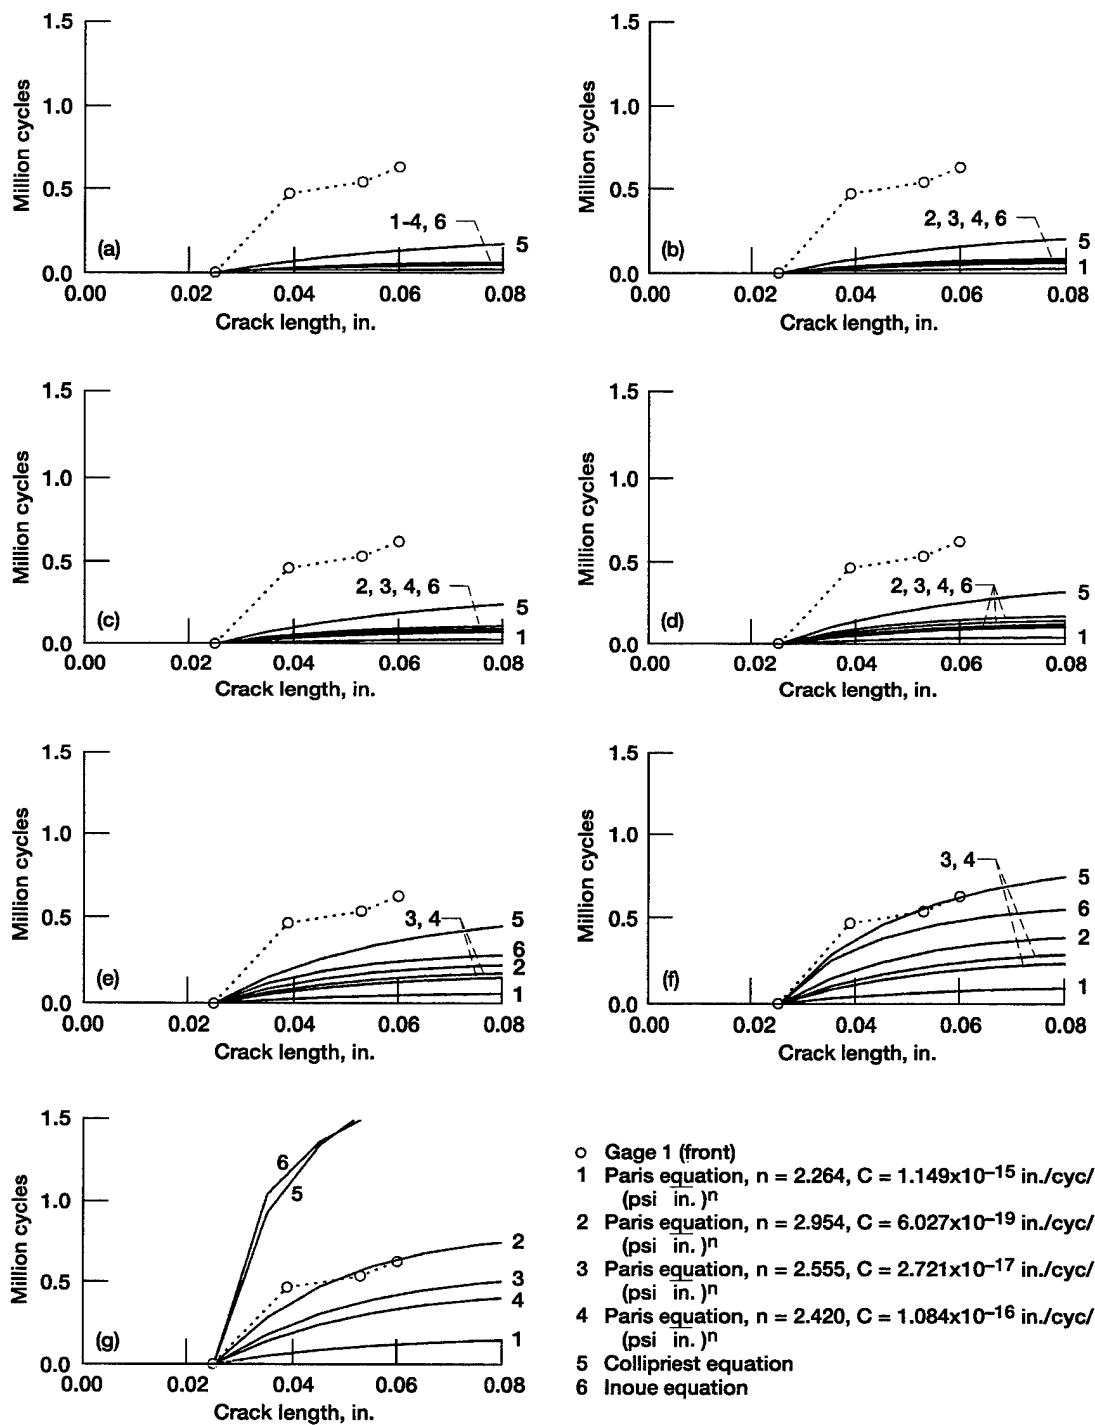 1.5
1.0
Million cycles
0.5
1-4, 6
5
(a)
0.0
0.00 0.02 0.04 0.06 0.08
Crack length, in.
1.5
1.0
Million cycles
0.5
2, 3, 4, 6
5
(b)
1
0.0
0.00 0.02 0.04 0.06 0.08
Crack length, in.
1.5
1.0
Million cycles
0.5
2, 3, 4, 6
5
(c)
1
0.0
0.00 0.02 0.04 0.06 0.08
Crack length, in.
1.5
1.0
Million cycles
0.5
2, 3, 4, 6
5
(d)
1
0.0
0.00 0.02 0.04 0.06 0.08
Crack length, in.
1.5
1.0
Million cycles
0.5
3, 4
5
6
2
(e)
1
0.0
0.00 0.02 0.04 0.06 0.08
Crack length, in.
1.5
1.0
Million cycles
3, 4
5
6
0.5
2
(f)
1
0.0
0.00 0.02 0.04 0.06 0.08
Crack length, in.
1.5
6
5
1.0
Million cycles
2
0.5
3
4
(g)
1
0.0
0.00 0.02 0.04 0.06 0.08
Crack length, in.
Gage 1 (front)
1 Paris equation, n = 2.264, C = 1.149x10⁻¹⁵ in./cyc/
(psi in. )ⁿ
2 Paris equation, n = 2.954, C = 6.027x10⁻¹⁹ in./cyc/
(psi in. )ⁿ
3 Paris equation, n = 2.555, C = 2.721x10⁻¹⁷ in./cyc/
(psi in. )ⁿ
4 Paris equation, n = 2.420, C = 1.084x10⁻¹⁶ in./cyc/
(psi in. )ⁿ
5 Collipriest equation
6 Inoue equation